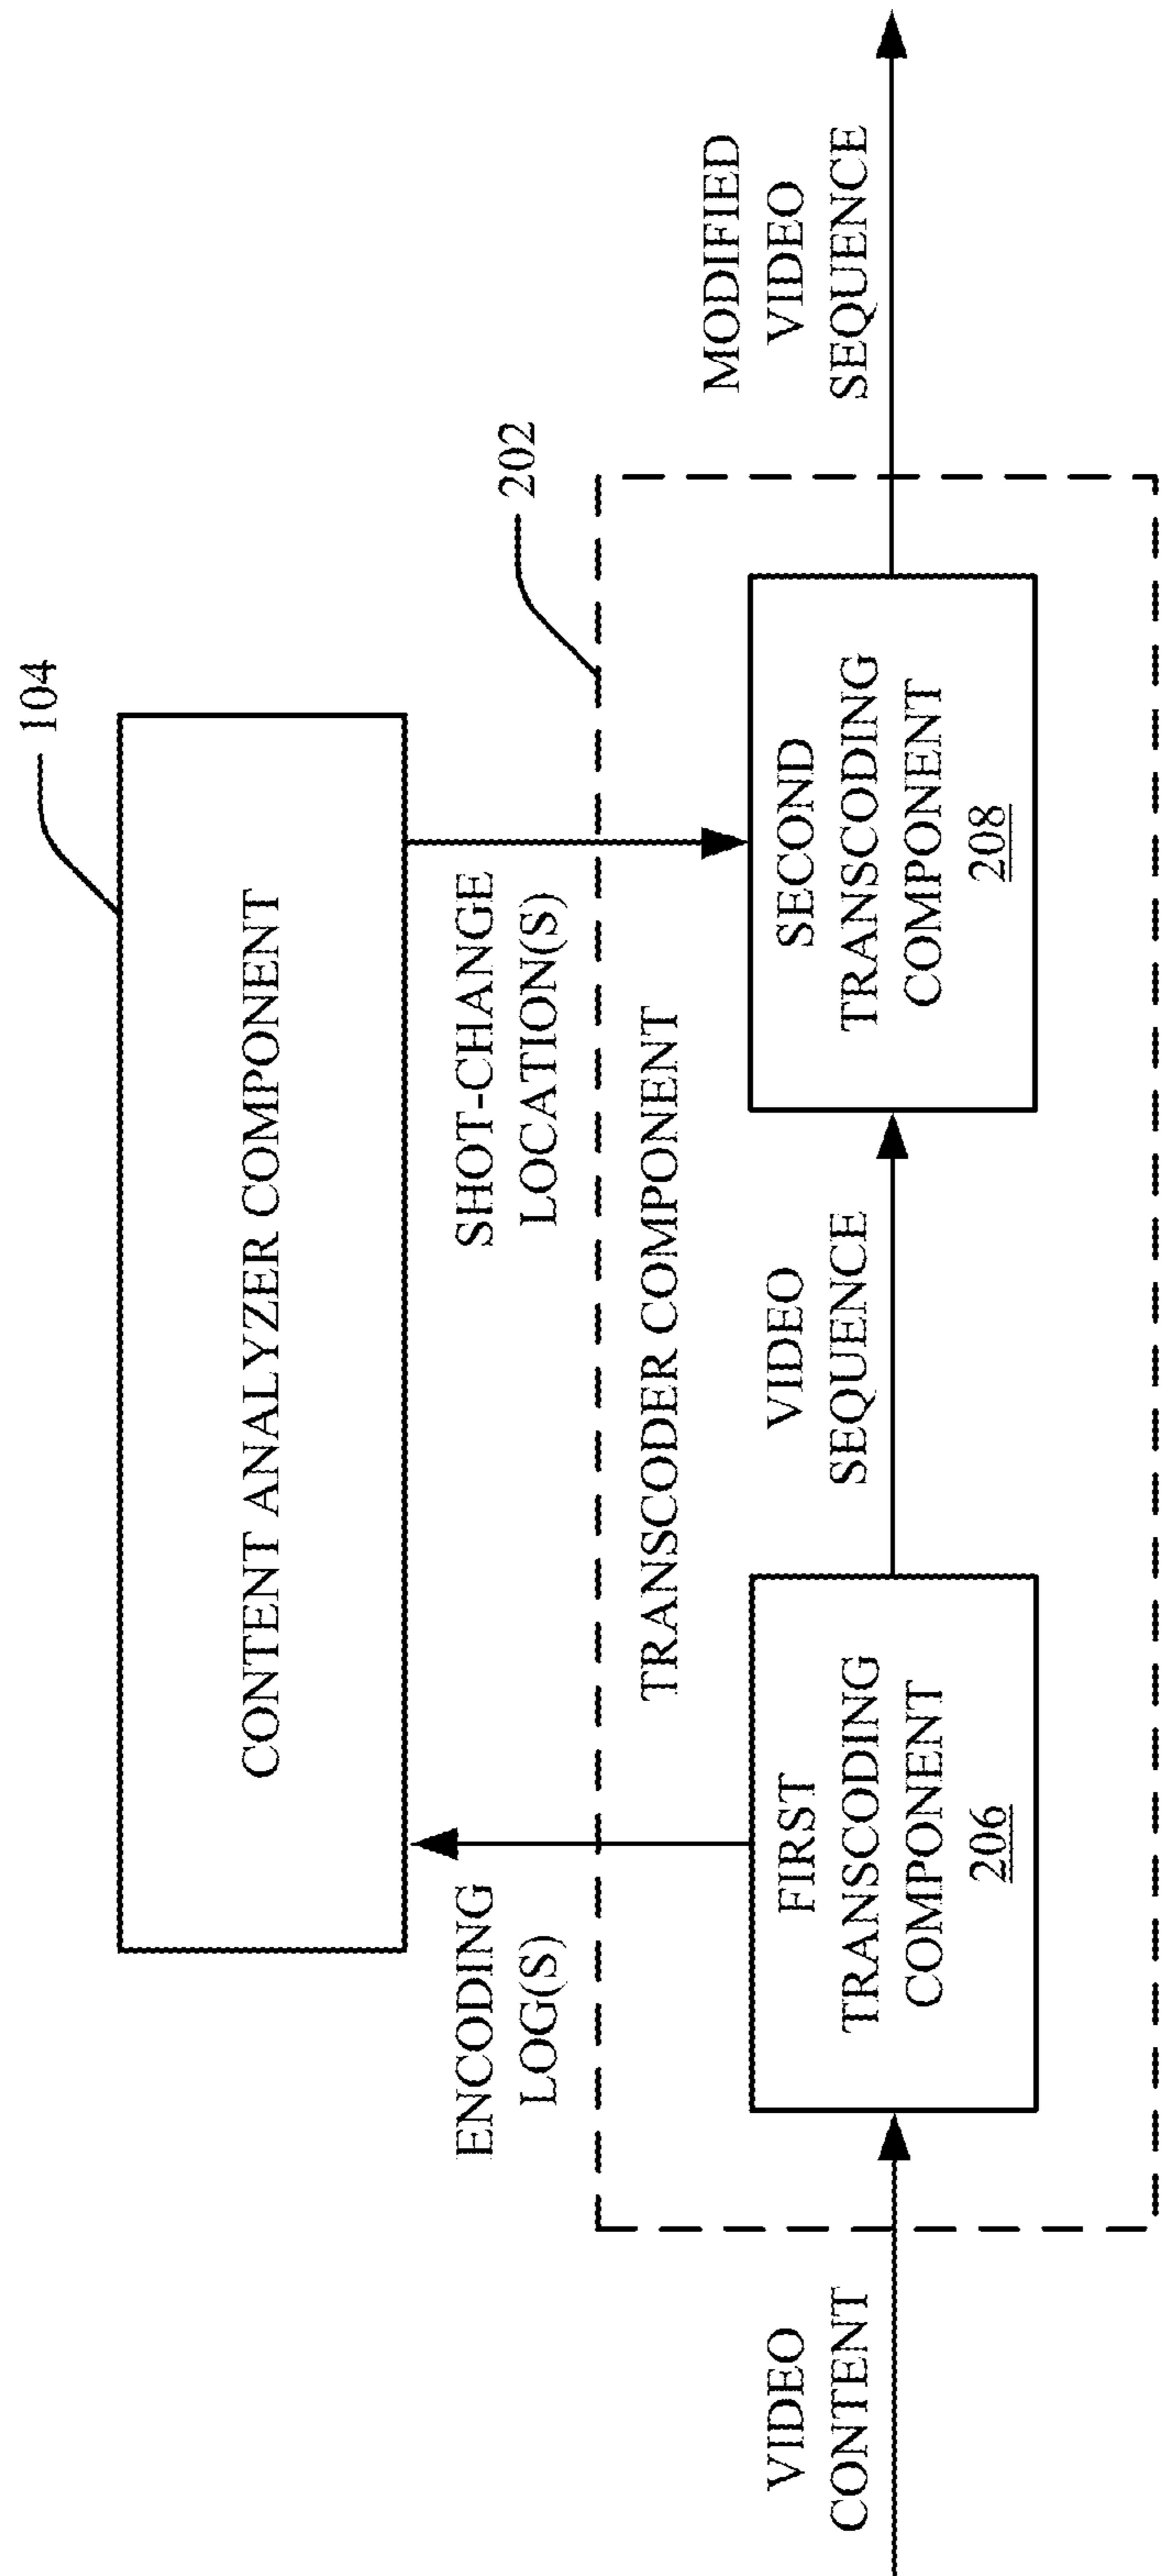 104
CONTENT ANALYZER COMPONENT
ENCODING
LOG(S)
SHOT-CHANGE
LOCATION(S)
202
TRANSCODER COMPONENT
VIDEO
CONTENT
FIRST
TRANSCODING
COMPONENT
206
VIDEO
SEQUENCE
SECOND
TRANSCODING
COMPONENT
208
MODIFIED
VIDEO
SEQUENCE